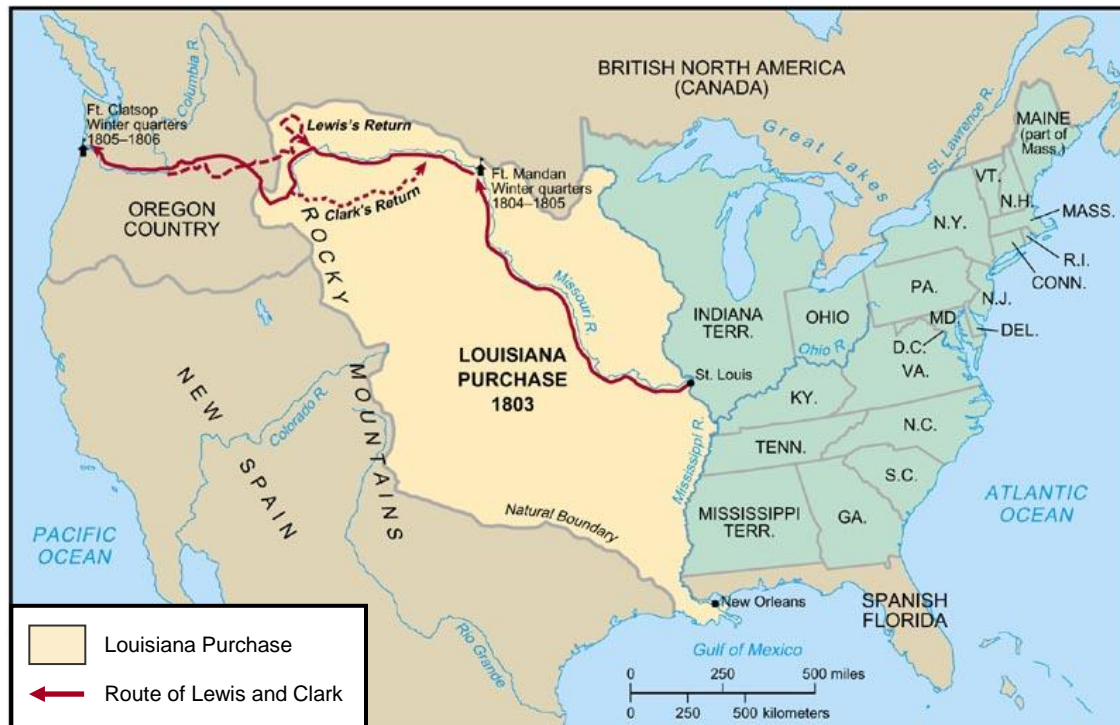 BRITISH NORTH AMERICA
(CANADA)
Columbia R.
Ft. Clatsop
Winter quarters
1805–1806
Lewis's Return
Ft. Mandan
Winter quarters
1804–1805
Clark's Return
OREGON
COUNTRY
ROCKY
MOUNTAINS
Great Lakes
St. Lawrence R.
MAINE
(part of
Mass.)
VT.
N.H.
MASS.
N.Y.
R.I.
CONN.
PA.
N.J.
MD.
DEL.
D.C.
OHIO
Ohio R.
INDIANA
TERR.
VA.
Missouri R.
LOUISIANA
PURCHASE
1803
St. Louis
KY.
N.C.
TENN.
S.C.
Mississippi R.
MISSISSIPPI
TERR.
GA.
NEW
SPAIN
Colorado R.
Natural Boundary
PACIFIC
OCEAN
ATLANTIC
OCEAN
New Orleans
SPANISH
FLORIDA
Rio Grande
Gulf of Mexico
0 250 500 miles
0 250 500 kilometers
Louisiana Purchase
Route of Lewis and Clark